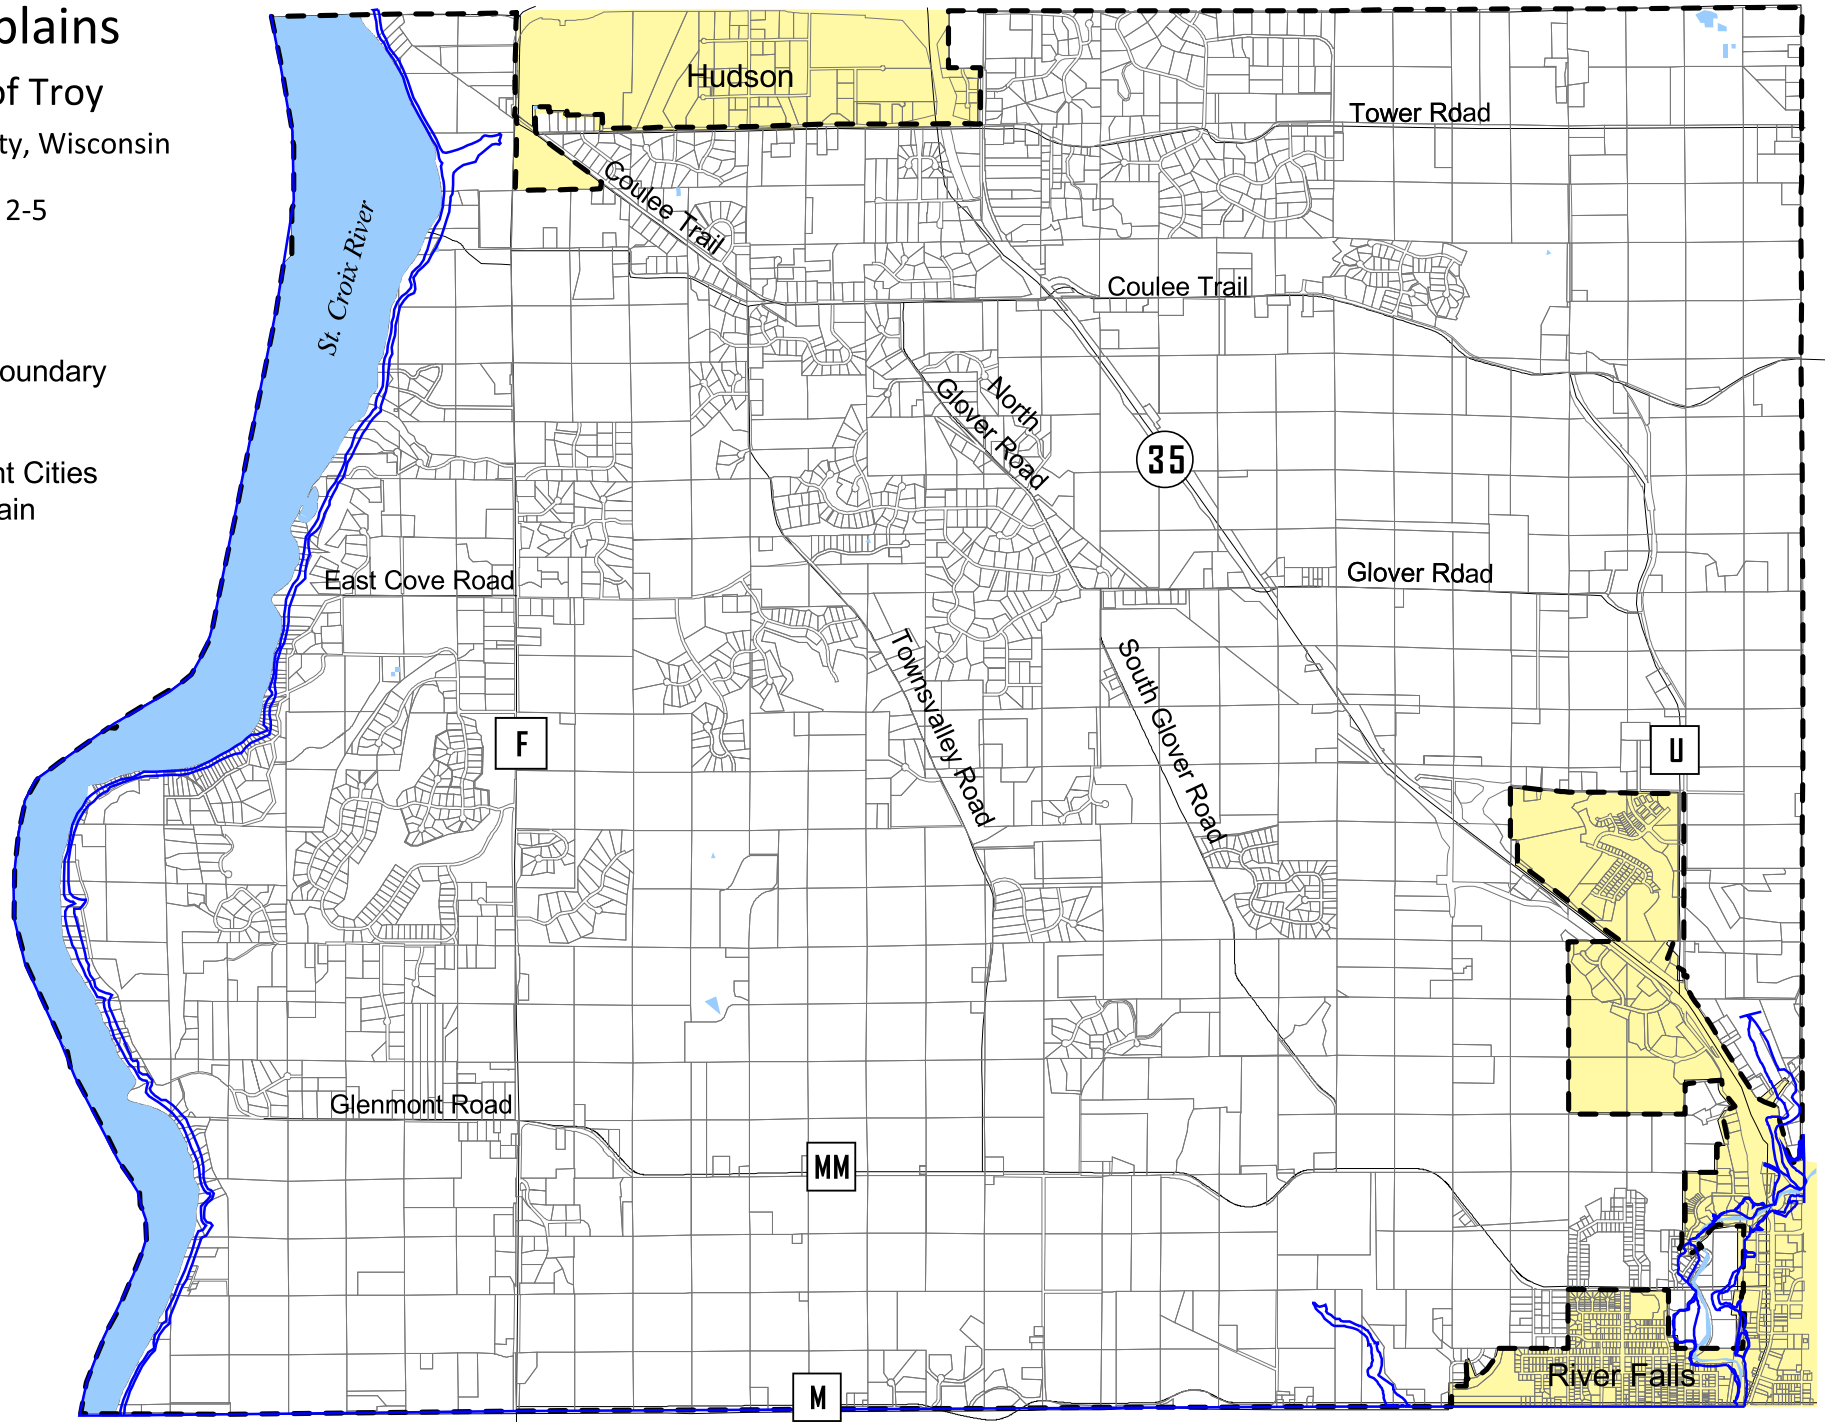 plains
of Troy
ty, Wisconsin
2-5
oundary
nt Cities
ain
Hudson
Tower Road
Coulee Trail
St. Croix River
Coulee Trail
North
Glover Road
35
East Cove Road
Glover Road
Townsvalley Road
South Glover Road
F
U
Glenmont Road
MM
River Falls
M